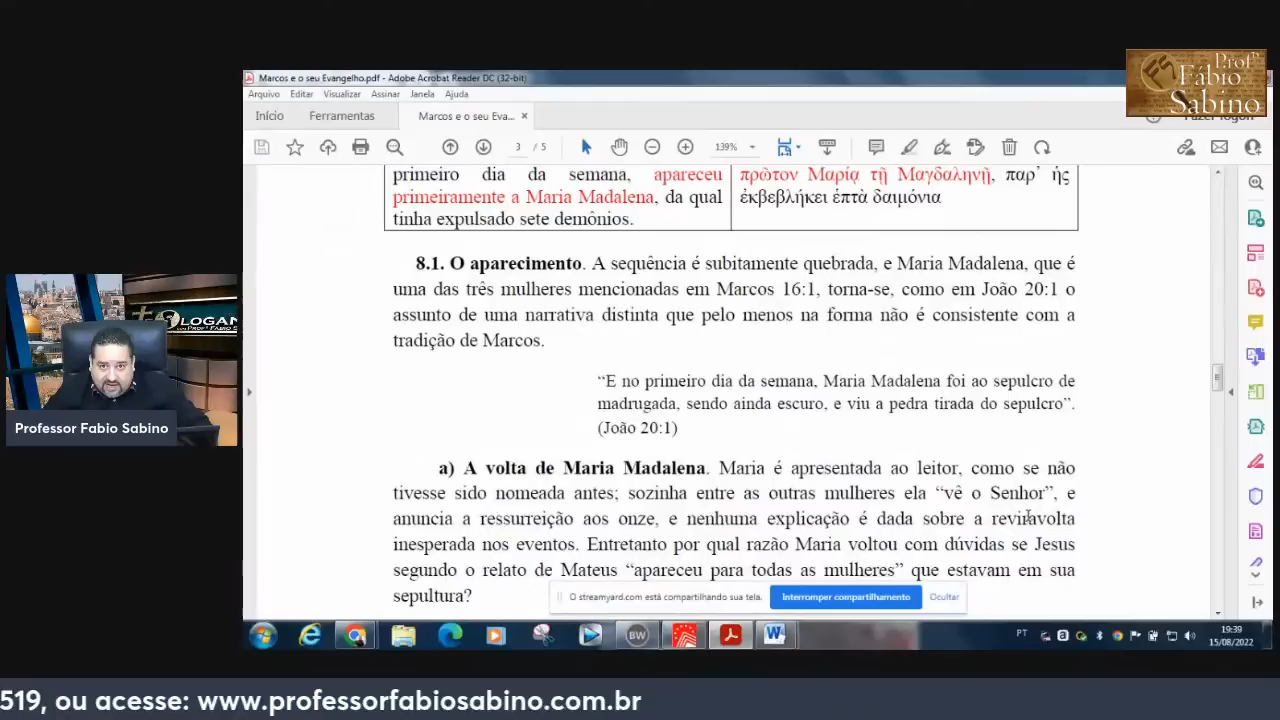 Profº
Fábio
Sabino
Marcos e o seu Evangelho.pdf - Adobe Acrobat Reader DC (32-bit)
Arquivo Editar Visualizar Assinar Janela Ajuda
Início Ferramentas Marcos e o seu Eva... ×
3 / 5 139%
primeiro dia da semana, apareceu
primeiramente a Maria Madalena, da qual
tinha expulsado sete demônios.
πρῶτον Μαρίᾳ τῇ Μαγδαληνῇ, παρ’ ἧς
ἐκβεβλήκει ἑπτὰ δαιμόνια
8.1. O aparecimento. A sequência é subitamente quebrada, e Maria Madalena, que é
uma das três mulheres mencionadas em Marcos 16:1, torna-se, como em João 20:1 o
assunto de uma narrativa distinta que pelo menos na forma não é consistente com a
tradição de Marcos.
“E no primeiro dia da semana, Maria Madalena foi ao sepulcro de
madrugada, sendo ainda escuro, e viu a pedra tirada do sepulcro”.
(João 20:1)
a) A volta de Maria Madalena. Maria é apresentada ao leitor, como se não
tivesse sido nomeada antes; sozinha entre as outras mulheres ela “vê o Senhor”, e
anuncia a ressurreição aos onze, e nenhuma explicação é dada sobre a reviravolta
inesperada nos eventos. Entretanto por qual razão Maria voltou com dúvidas se Jesus
segundo o relato de Mateus “apareceu para todas as mulheres” que estavam em sua
sepultura?
O streamyard.com está compartilhando sua tela. Interromper compartilhamento Ocultar
LOGAN
Professor Fabio Sabino
BW
PT
19:39
15/08/2022
519, ou acesse: www.professorfabiosabino.com.br